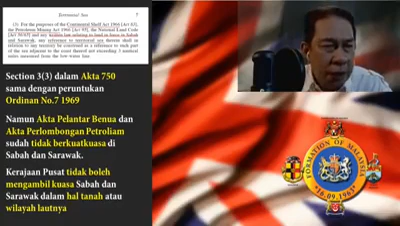 Territorial Sea
(3) For the purposes of the Continental Shelf Act 1966 [Act 83],
the Petroleum Mining Act 1966 [Act 95], the National Land Code
[Act 56/65] and any written law relating to land in force in Sabah
and Sarawak, any reference to territorial sea therein shall in
relation to any territory be construed as a reference to such part
of the sea adjacent to the coast thereof not exceeding 3 nautical
miles measured from the low-water line.
Section 3(3) dalam Akta 750
sama dengan peruntukan
Ordinan No.7 1969
Namun Akta Pelantar Benua dan
Akta Perlombongan Petroliam
sudah tidak berkuatkuasa di
Sabah dan Sarawak.
Kerajaan Pusat tidak boleh
mengambil kuasa Sabah dan
Sarawak dalam hal tanah atau
wilayah lautnya
FORMATION OF MALAYSIA
*16.09.1963*